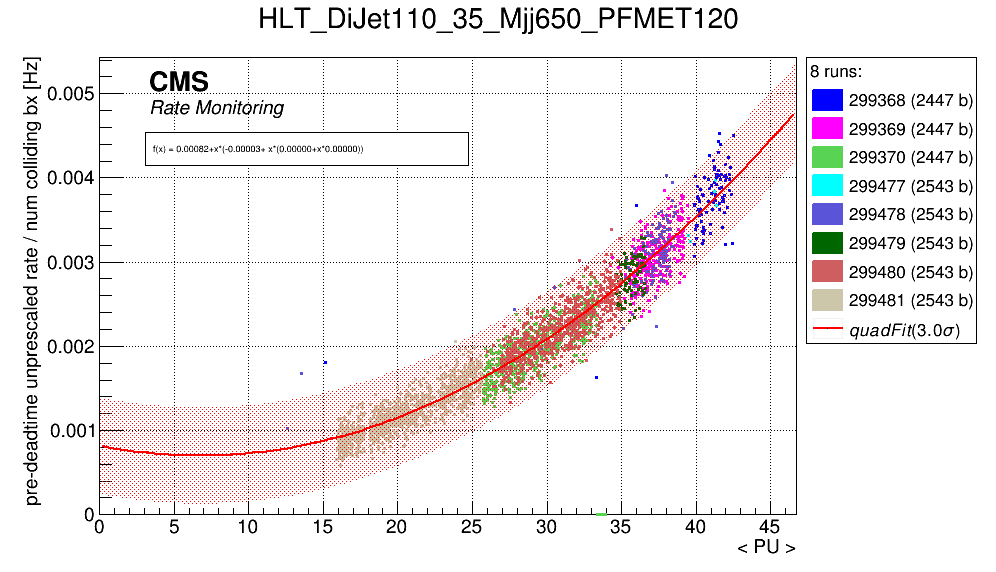 HLT_DiJet110_35_Mjj650_PFMET120
pre-deadtime unprescaled rate / num colliding bx [Hz]
CMS
Rate Monitoring
f(x) = 0.00082+x*(-0.00003+ x*(0.00000+x*0.00000))
0.005
0.004
0.003
0.002
0.001
0
0 5 10 15 20 25 30 35 40 45
< PU >
8 runs:
299368 (2447 b)
299369 (2447 b)
299370 (2447 b)
299477 (2543 b)
299478 (2543 b)
299479 (2543 b)
299480 (2543 b)
299481 (2543 b)
quadFit(3.0σ)